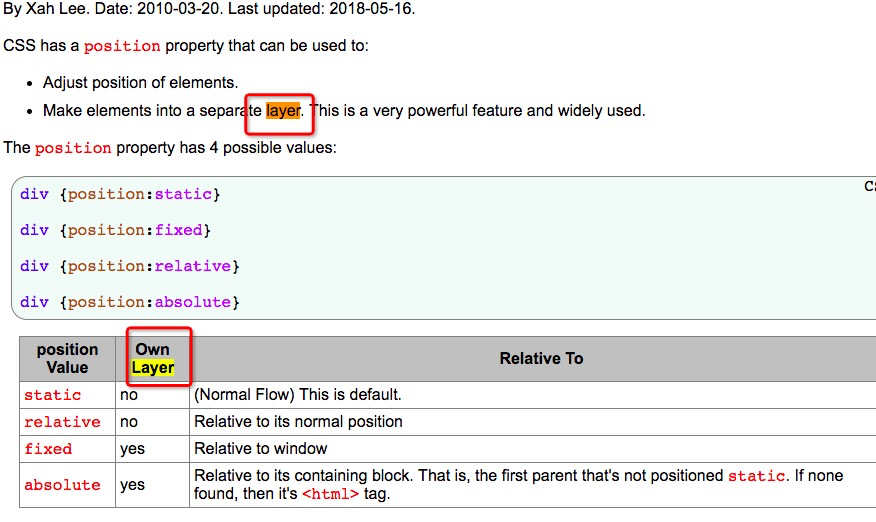 By Xah Lee. Date: 2010-03-20. Last updated: 2018-05-16.
CSS has a position property that can be used to:
• Adjust position of elements.
• Make elements into a separate layer. This is a very powerful feature and widely used.
The position property has 4 possible values:
div {position:static}
div {position:fixed}
div {position:relative}
div {position:absolute}
position Value Own Layer Relative To
static no (Normal Flow) This is default.
relative no Relative to its normal position
fixed yes Relative to window
absolute yes Relative to its containing block. That is, the first parent that's not positioned static. If none
found, then it's <html> tag.